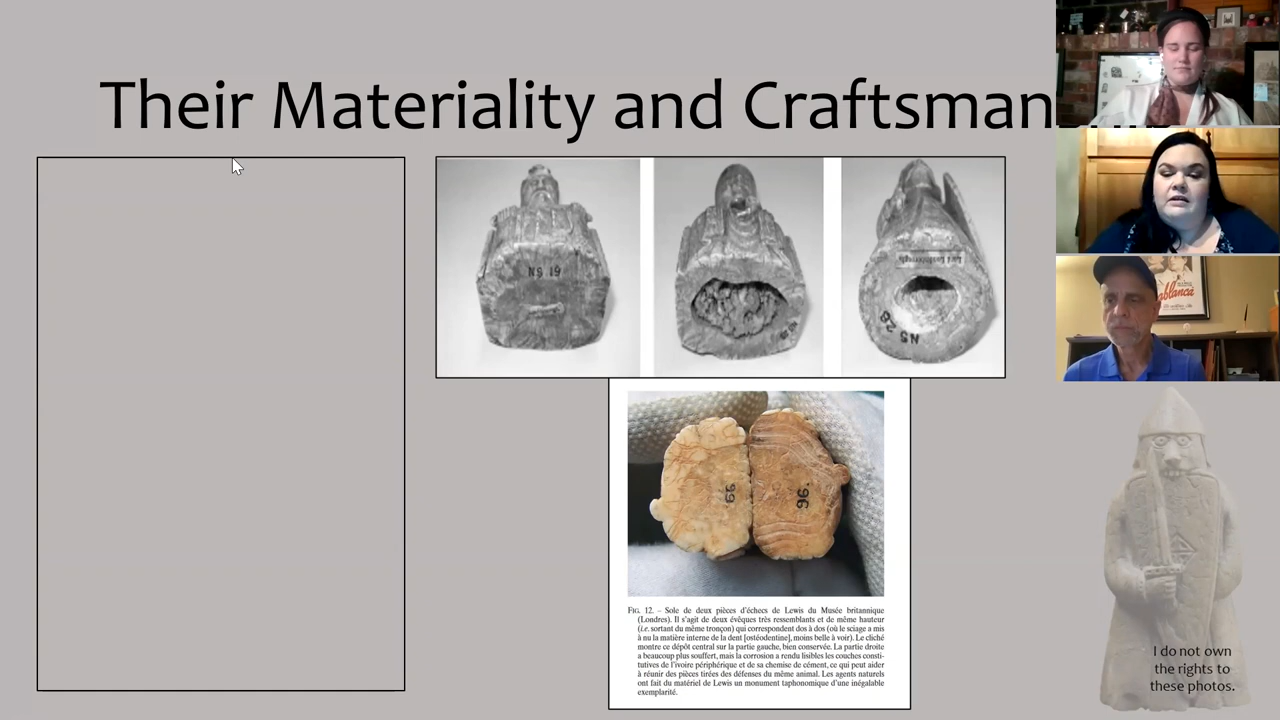 Their Materiality and Craftsman
NS 19
NS 28
99
96.
ablanca
FIG. 12. – Sole de deux pièces d'échecs de Lewis du Musée britannique
(Londres). Il s'agit de deux évêques très ressemblants et de même hauteur
(i.e. sortant du même tronçon) qui correspondent dos à dos (où le sciage a mis
à nu la matière interne de la dent [ostéodentine], moins belle à voir). Le cliché
montre ce dépôt central sur la partie gauche, bien conservée. La partie droite
a beaucoup plus souffert, mais la corrosion a rendu lisibles les couches consti-
tutives de l'ivoire périphérique et de sa chemise de cément, ce qui peut aider
à réunir des pièces tirées des défenses du même animal. Les agents naturels
ont fait du matériel de Lewis un monument taphonomique d'une inégalable
exemplarité.
I do not own
the rights to
these photos.